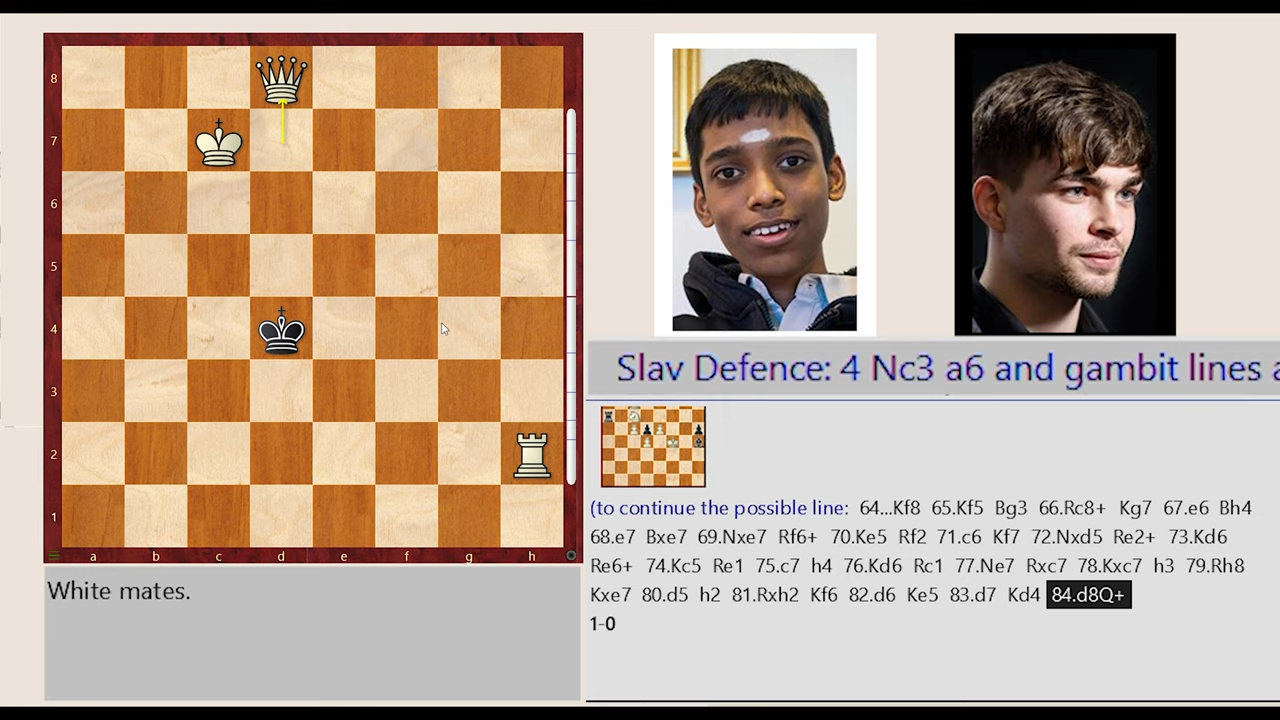 8
7
6
5
4
3
2
1
a b c d e f g h
White mates.
Slav Defence: 4 Nc3 a6 and gambit lines a
(to continue the possible line: 64...Kf8 65.Kf5 Bg3 66.Rc8+ Kg7 67.e6 Bh4
68.e7 Bxe7 69.Nxe7 Rf6+ 70.Ke5 Rf2 71.c6 Kf7 72.Nxd5 Re2+ 73.Kd6
Re6+ 74.Kc5 Re1 75.c7 h4 76.Kd6 Rc1 77.Ne7 Rxc7 78.Kxc7 h3 79.Rh8
Kxe7 80.d5 h2 81.Rxh2 Kf6 82.d6 Ke5 83.d7 Kd4 84.d8Q+
1-0